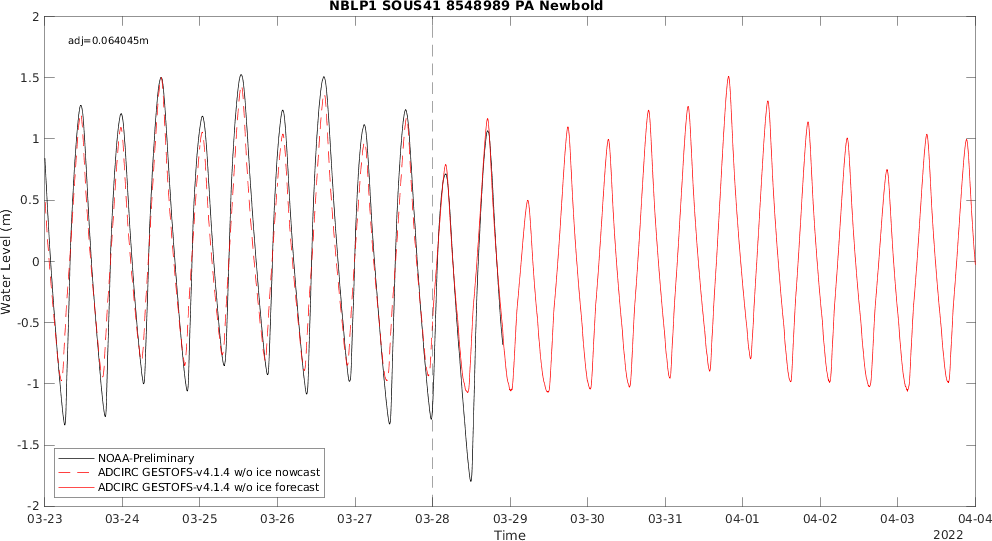 NBLP1 SOUS41 8548989 PA Newbold
adj=0.064045m
2
1.5
1
0.5
0
-0.5
-1
-1.5
-2
Water Level (m)
NOAA-Preliminary
ADCIRC GESTOFS-v4.1.4 w/o ice nowcast
ADCIRC GESTOFS-v4.1.4 w/o ice forecast
03-23 03-24 03-25 03-26 03-27 03-28 03-29 03-30 03-31 04-01 04-02 04-03 04-04
Time
2022